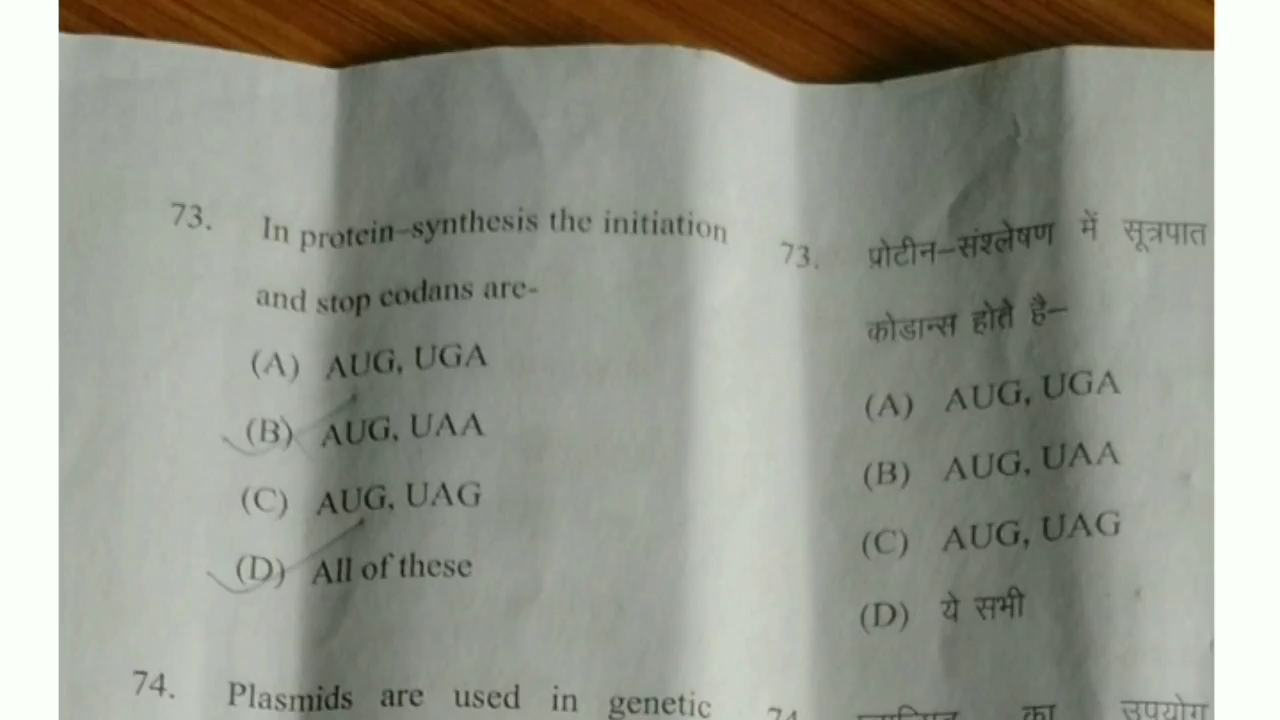 73. In protein-synthesis the initiation
and stop codans are-
(A) AUG, UGA
(B) AUG, UAA
(C) AUG, UAG
(D) All of these
74. Plasmids are used in genetic
73. प्रोटीन-संश्लेषण में सूत्रपात
कोडान्स होते है-
(A) AUG, UGA
(B) AUG, UAA
(C) AUG, UAG
(D) ये सभी
74. का उपयोग